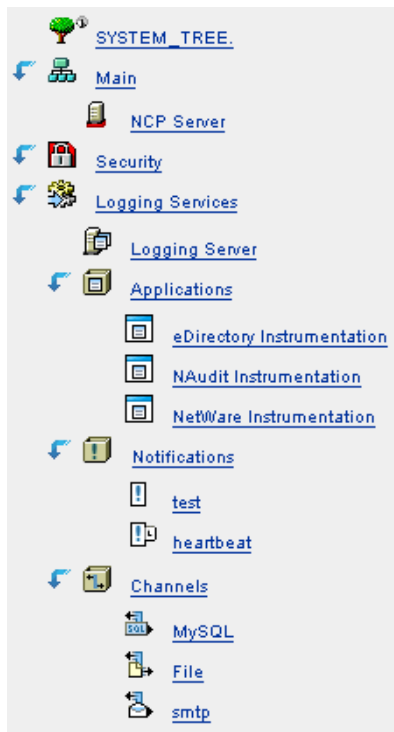 SYSTEM_TREE.
Main
NCP Server
Security
Logging Services
Logging Server
Applications
eDirectory Instrumentation
NAudit Instrumentation
NetWare Instrumentation
Notifications
test
heartbeat
Channels
SQL MySQL
File
smtp